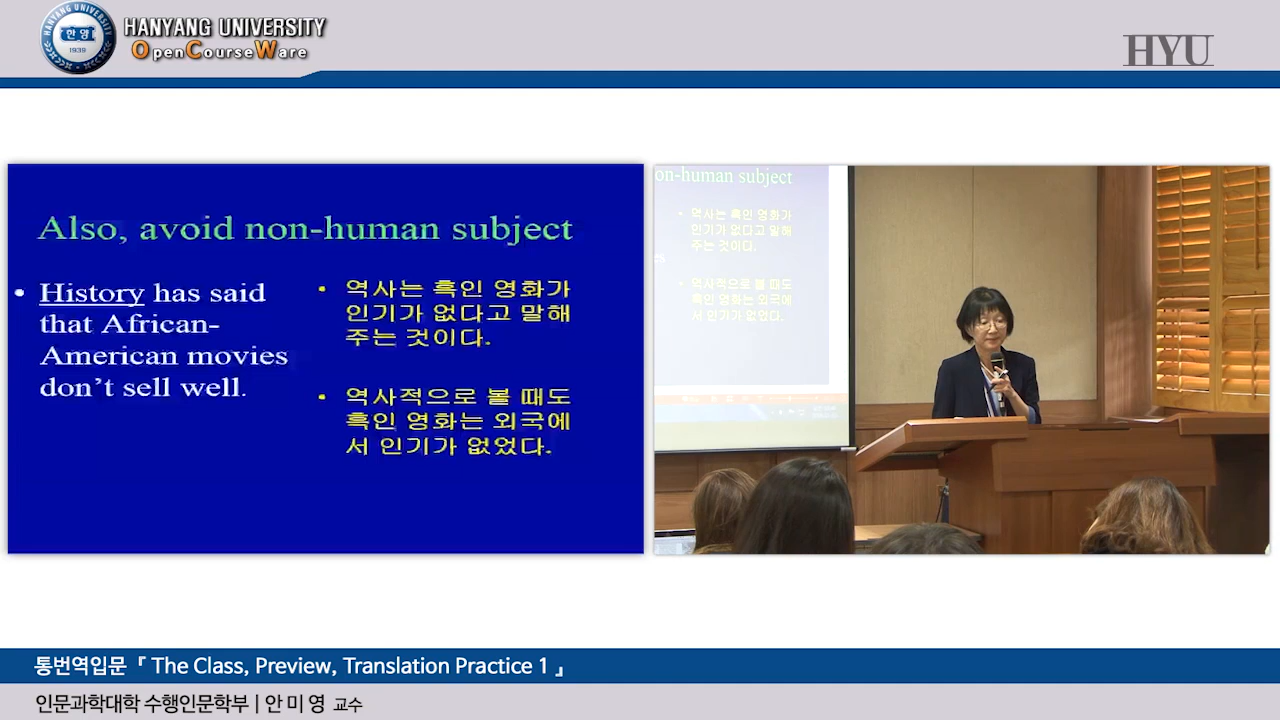 HANYANG UNIVERSITY
OpenCourseWare
한양
1939
HYU
Also, avoid non-human subject
• History has said
that African-
American movies
don't sell well.
• 역사는 흑인 영화가
인기가 없다고 말해
주는 것이다.
• 역사적으로 볼 때도
흑인 영화는 외국에
서 인기가 없었다.
on-human subject
• 역사는 흑인 영화가
인기가 없다고 말해
주는 것이다.
es
• 역사적으로 볼 때도
흑인 영화는 외국에
서 인기가 없었다.
통번역입문 『 The Class, Preview, Translation Practice 1 』
인문과학대학 수행인문학부 | 안 미 영 교수